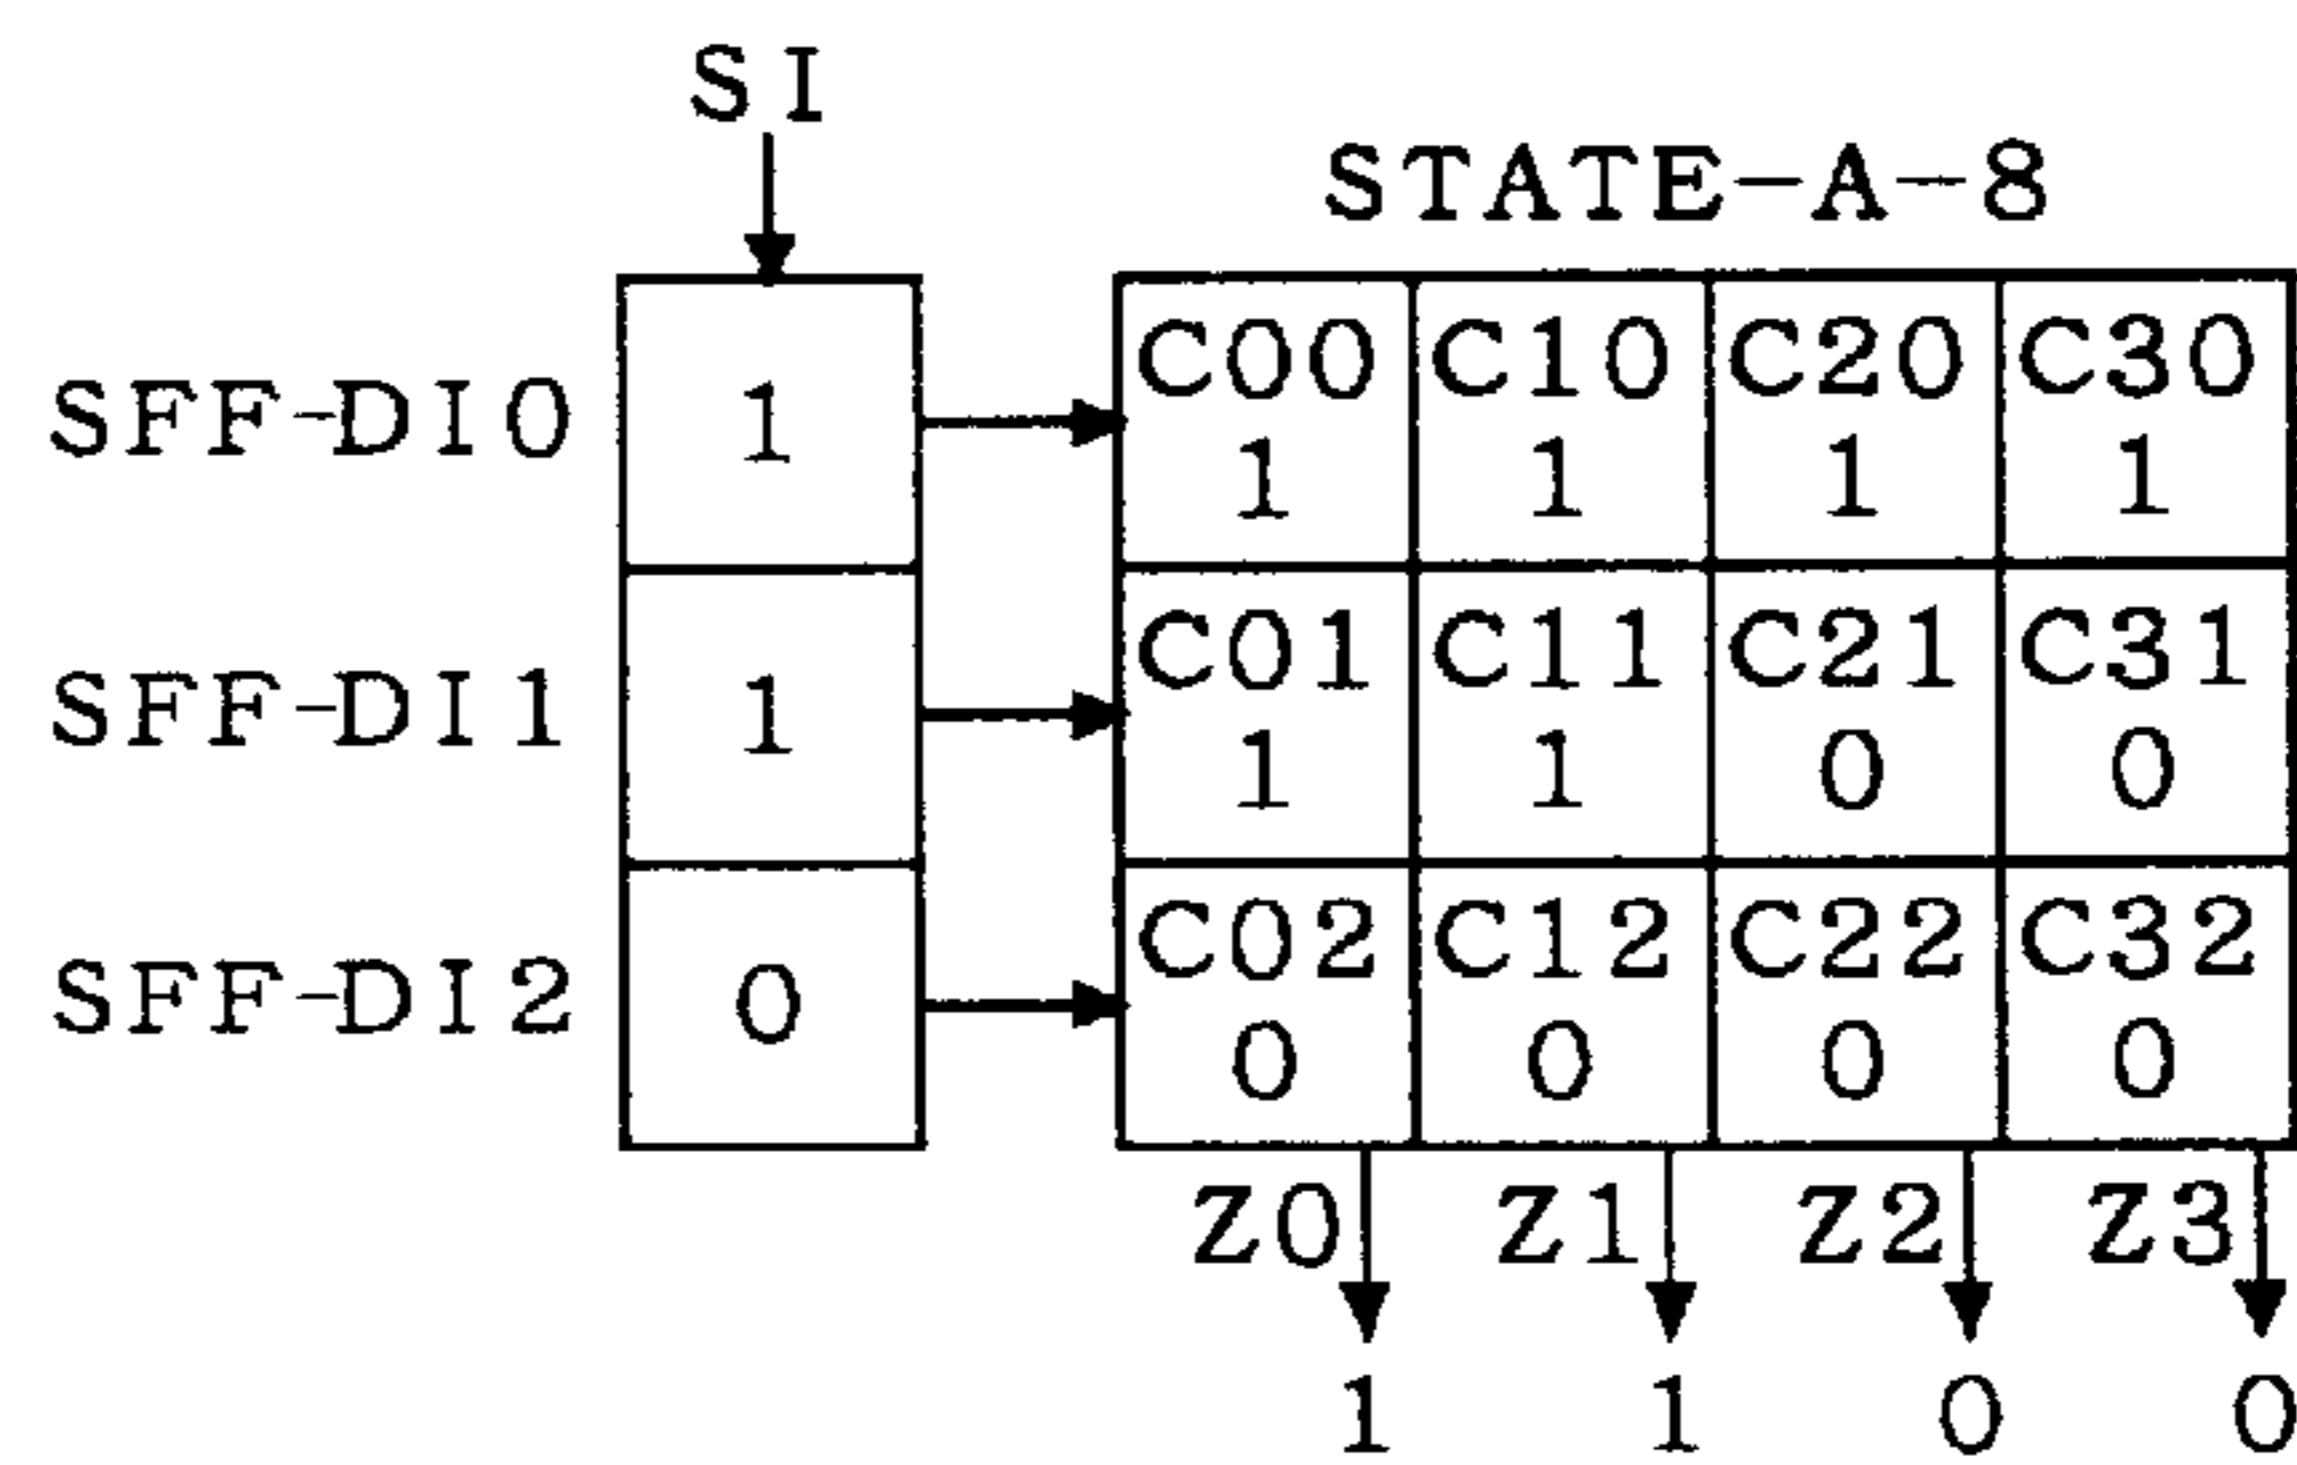 SI
STATE-A-8
C00 C10 C20 C30
SFF-DI0 1 1 1 1 1
C01 C11 C21 C31
SFF-DI1 1 1 1 0 0
C02 C12 C22 C32
SFF-DI2 0 0 0 0 0
Z0 Z1 Z2 Z3
1 1 0 0